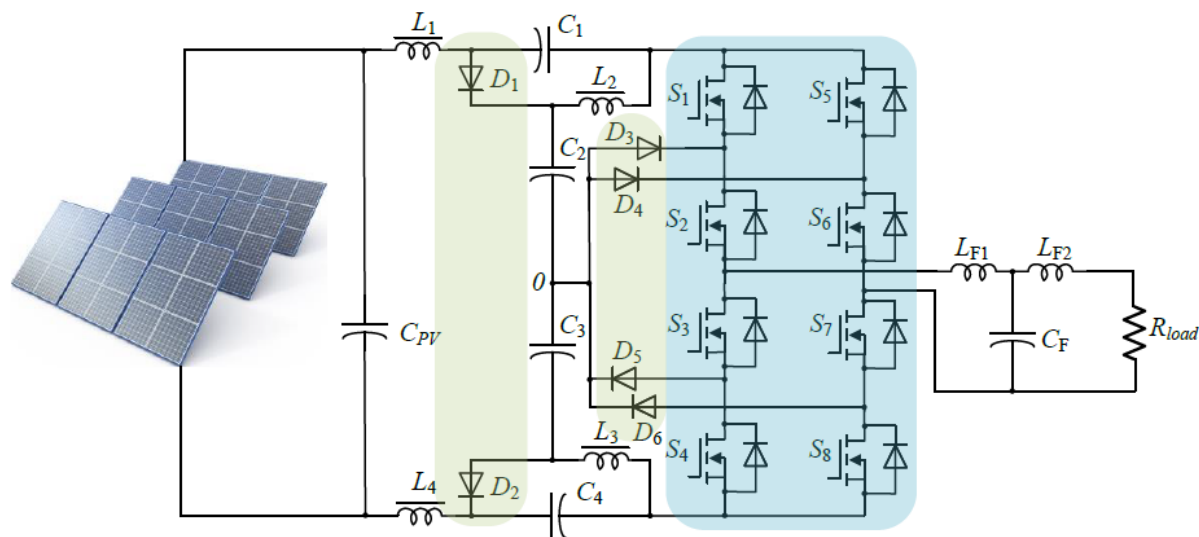 L1
C1
D1
L2
S1
S5
D3
C2
D4
S2
S6
LF1
LF2
0
C3
CPV
S3
S7
CF
Rload
D5
D6
L3
L4
D2
C4
S4
S8